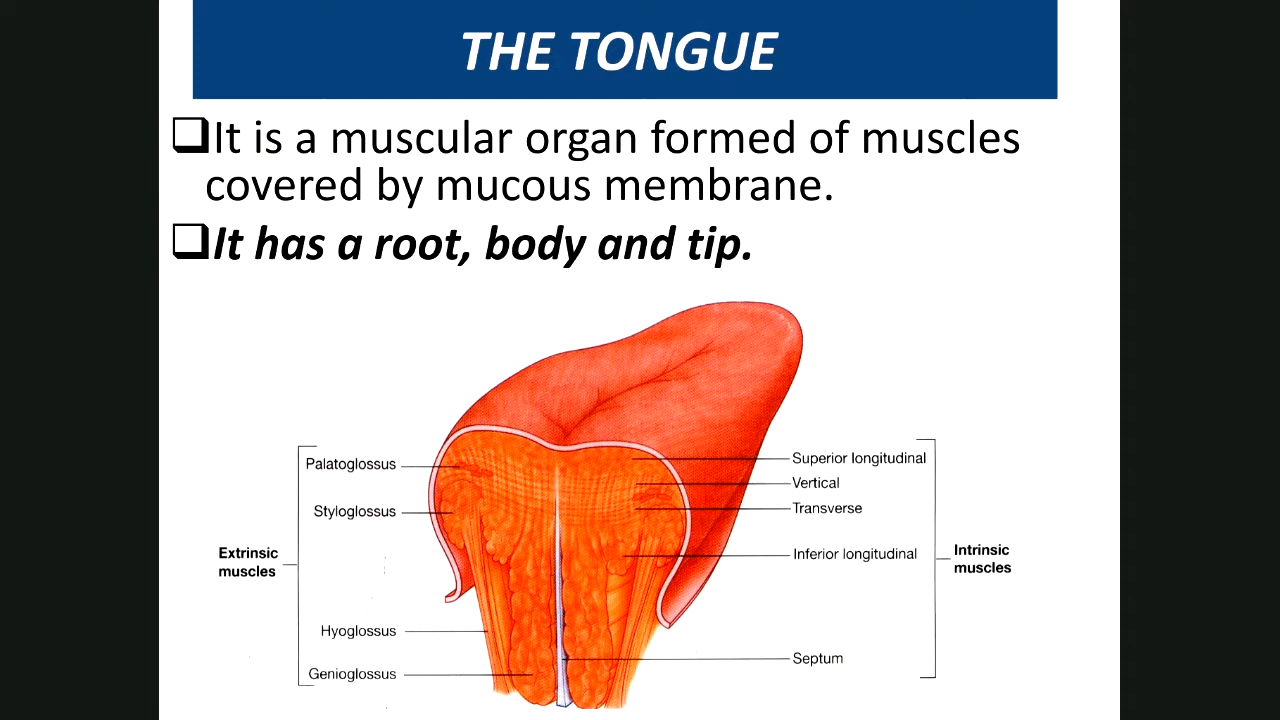 THE TONGUE
It is a muscular organ formed of muscles
covered by mucous membrane.
It has a root, body and tip.
Palatoglossus
Styloglossus
Extrinsic
muscles
Hyoglossus
Genioglossus
Superior longitudinal
Vertical
Transverse
Inferior longitudinal
Intrinsic
muscles
Septum